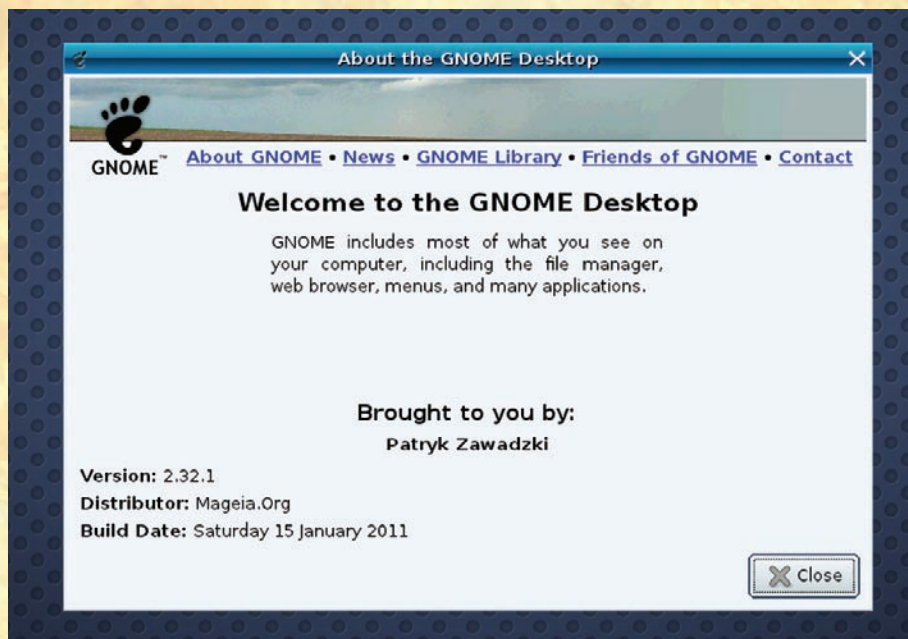 About the GNOME Desktop
GNOME™
About GNOME • News • GNOME Library • Friends of GNOME • Contact
Welcome to the GNOME Desktop
GNOME includes most of what you see on
your computer, including the file manager,
web browser, menus, and many applications.
Brought to you by:
Patryk Zawadzki
Version: 2.32.1
Distributor: Mageia.Org
Build Date: Saturday 15 January 2011
Close